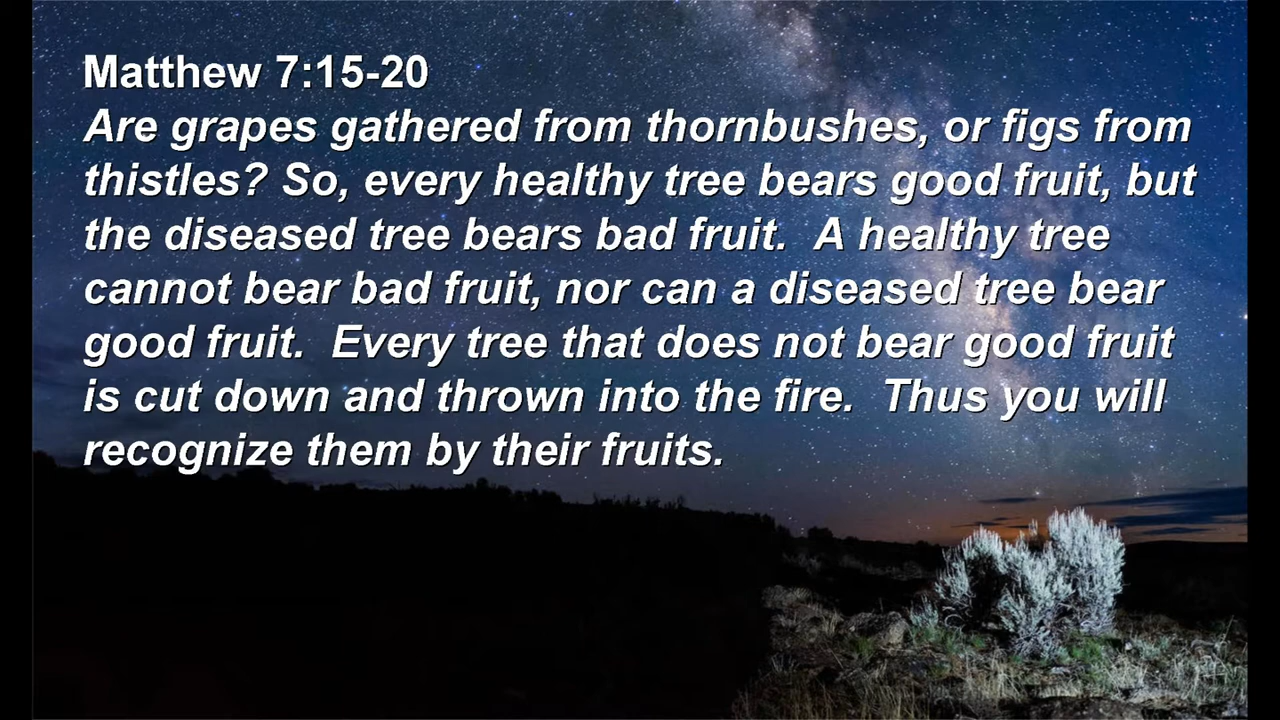 Matthew 7:15-20
Are grapes gathered from thornbushes, or figs from
thistles? So, every healthy tree bears good fruit, but
the diseased tree bears bad fruit.  A healthy tree
cannot bear bad fruit, nor can a diseased tree bear
good fruit.  Every tree that does not bear good fruit
is cut down and thrown into the fire.  Thus you will
recognize them by their fruits.